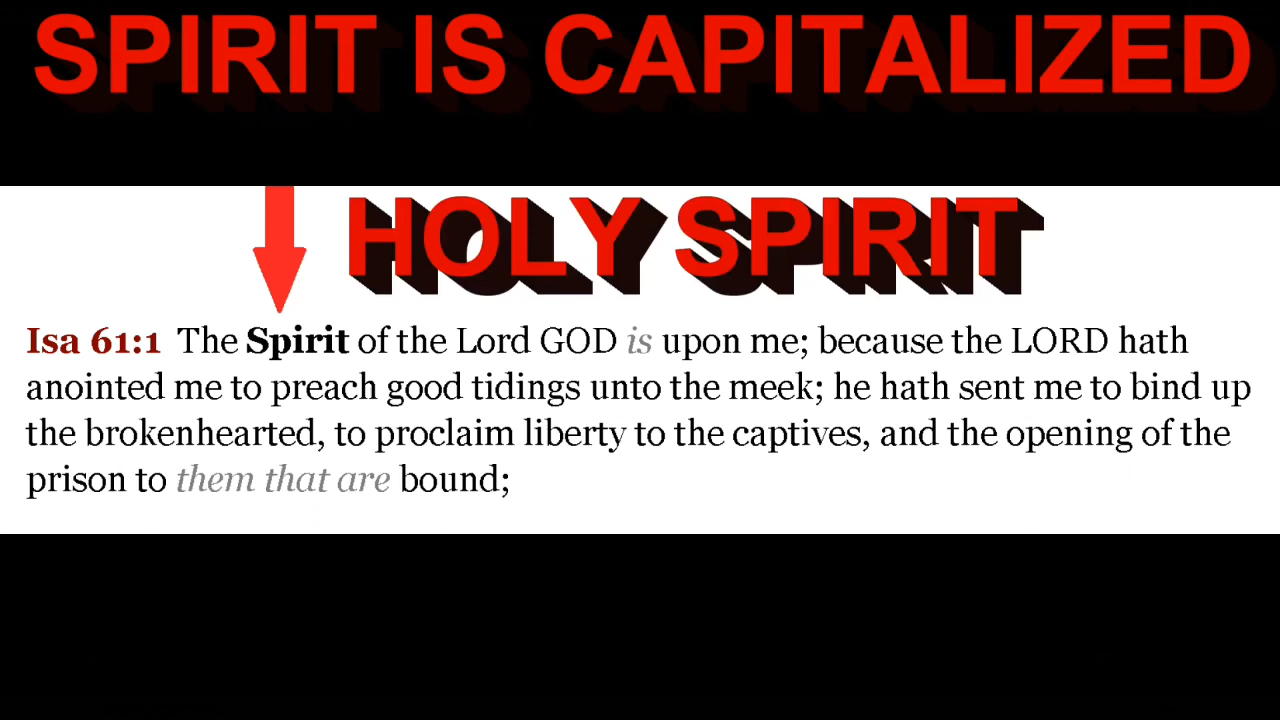 SPIRIT IS CAPITALIZED
HOLY SPIRIT
Isa 61:1 The Spirit of the Lord GOD is upon me; because the LORD hath
anointed me to preach good tidings unto the meek; he hath sent me to bind up
the brokenhearted, to proclaim liberty to the captives, and the opening of the
prison to them that are bound;